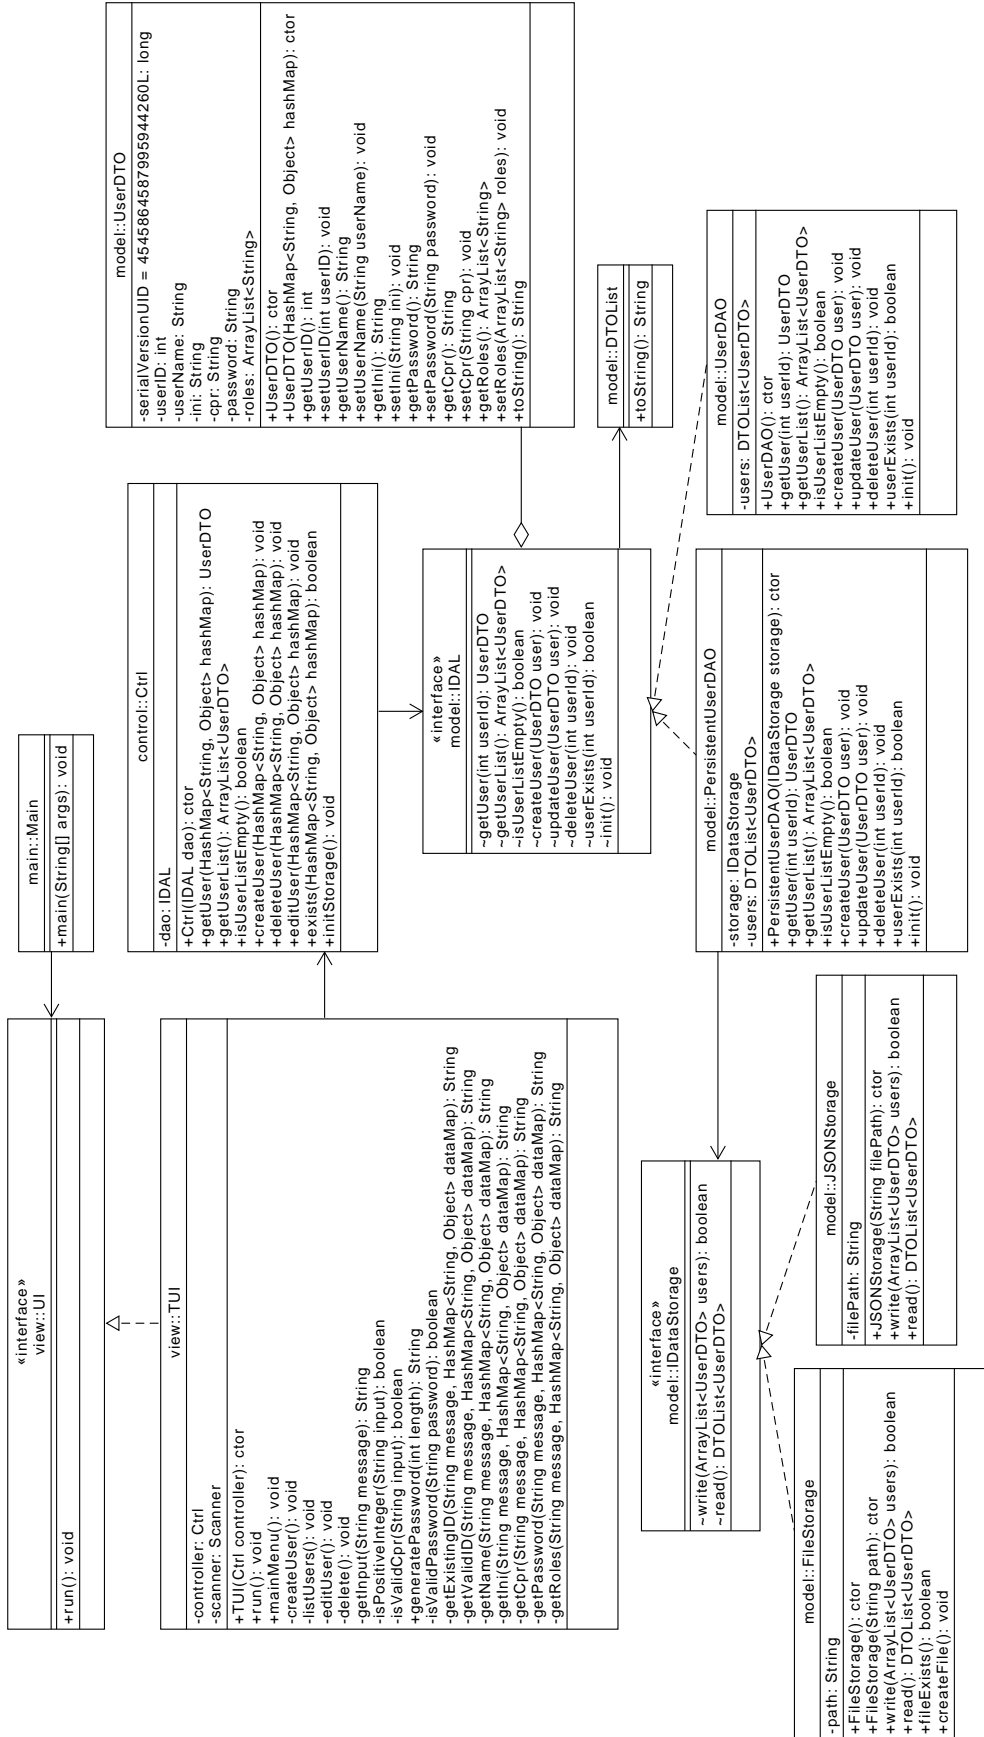 «interface»
view::UI
+run(): void
main::Main
+main(String[] args): void
view::TUI
-controller: Ctrl
-scanner: Scanner
+TUI(Ctrl controller): ctor
+run(): void
+mainMenu(): void
-createUser(): void
-listUsers(): void
-editUser(): void
-delete(): void
-getInput(String message): String
-isPositiveInteger(String input): boolean
-isValidCpr(String input): boolean
+generatePassword(int length): String
-isValidPassword(String password): boolean
-getExistingID(String message, HashMap<String, Object> dataMap): String
-getValidID(String message, HashMap<String, Object> dataMap): String
-getName(String message, HashMap<String, Object> dataMap): String
-getIni(String message, HashMap<String, Object> dataMap): String
-getCpr(String message, HashMap<String, Object> dataMap): String
-getPassword(String message, HashMap<String, Object> dataMap): String
-getRoles(String message, HashMap<String, Object> dataMap): String
control::Ctrl
-dao: IDAL
+Ctrl(IDAL dao): ctor
+getUser(HashMap<String, Object> hashMap): UserDTO
+getUserList(): ArrayList<UserDTO>
+isUserListEmpty(): boolean
+createUser(HashMap<String, Object> hashMap): void
+deleteUser(HashMap<String, Object> hashMap): void
+editUser(HashMap<String, Object> hashMap): void
+exists(HashMap<String, Object> hashMap): boolean
+initStorage(): void
model::UserDTO
-serialVersionUID = 4545864587995944260L: long
-userID: int
-userName: String
-ini: String
-cpr: String
-password: String
-roles: ArrayList<String>
+UserDTO(): ctor
+UserDTO(HashMap<String, Object> hashMap): ctor
+getUserID(): int
+setUserID(int userID): void
+getUserName(): String
+setUserName(String userName): void
+getIni(): String
+setIni(String ini): void
+getPassword(): String
+setPassword(String password): void
+getCpr(): String
+setCpr(String cpr): void
+getRoles(): ArrayList<String>
+setRoles(ArrayList<String> roles): void
+toString(): String
«interface»
model::IDAL
~getUser(int userId): UserDTO
~getUserList(): ArrayList<UserDTO>
~isUserListEmpty(): boolean
~createUser(UserDTO user): void
~updateUser(UserDTO user): void
~deleteUser(int userId): void
~userExists(int userId): boolean
~init(): void
model::DTOList
+toString(): String
«interface»
model::IDataStorage
~write(ArrayList<UserDTO> users): boolean
~read(): DTOList<UserDTO>
model::PersistentUserDAO
-storage: IDataStorage
-users: DTOList<UserDTO>
+PersistentUserDAO(IDataStorage storage): ctor
+getUser(int userId): UserDTO
+getUserList(): ArrayList<UserDTO>
+isUserListEmpty(): boolean
+createUser(UserDTO user): void
+updateUser(UserDTO user): void
+deleteUser(int userId): void
+userExists(int userId): boolean
+init(): void
model::UserDAO
-users: DTOList<UserDTO>
+UserDAO(): ctor
+getUser(int userId): UserDTO
+getUserList(): ArrayList<UserDTO>
+isUserListEmpty(): boolean
+createUser(UserDTO user): void
+updateUser(UserDTO user): void
+deleteUser(int userId): void
+userExists(int userId): boolean
+init(): void
model::FileStorage
-path: String
+FileStorage(): ctor
+FileStorage(String path): ctor
+write(ArrayList<UserDTO> users): boolean
+read(): DTOList<UserDTO>
+fileExists(): boolean
+createFile(): void
model::JSONStorage
-filePath: String
+JSONStorage(String filePath): ctor
+write(ArrayList<UserDTO> users): boolean
+read(): DTOList<UserDTO>